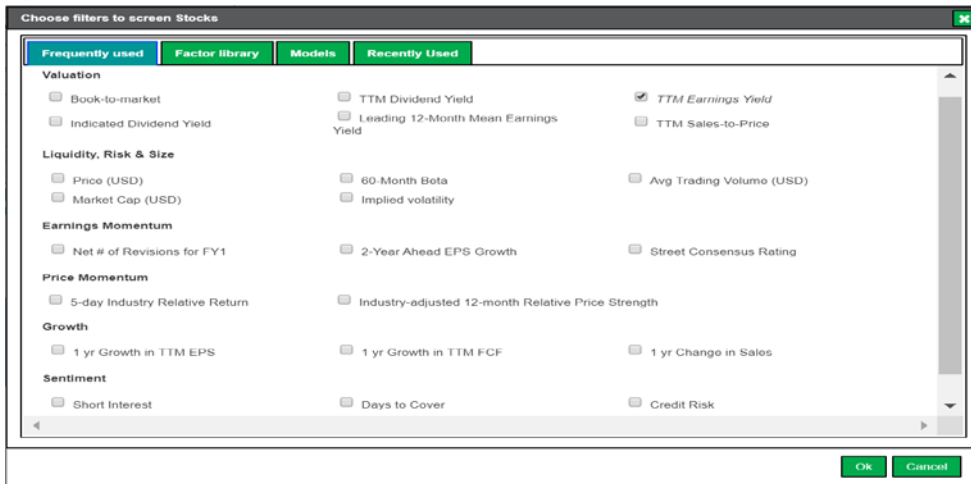 Choose filters to screen Stocks
Frequently used Factor library Models Recently Used
Valuation
Book-to-market TTM Dividend Yield TTM Earnings Yield
Indicated Dividend Yield Leading 12-Month Mean Earnings Yield TTM Sales-to-Price
Liquidity, Risk & Size
Price (USD) 60-Month Beta Avg Trading Volume (USD)
Market Cap (USD) Implied volatility
Earnings Momentum
Net # of Revisions for FY1 2-Year Ahead EPS Growth Street Consensus Rating
Price Momentum
5-day Industry Relative Return Industry-adjusted 12-month Relative Price Strength
Growth
1 yr Growth in TTM EPS 1 yr Growth in TTM FCF 1 yr Change in Sales
Sentiment
Short Interest Days to Cover Credit Risk
Ok Cancel